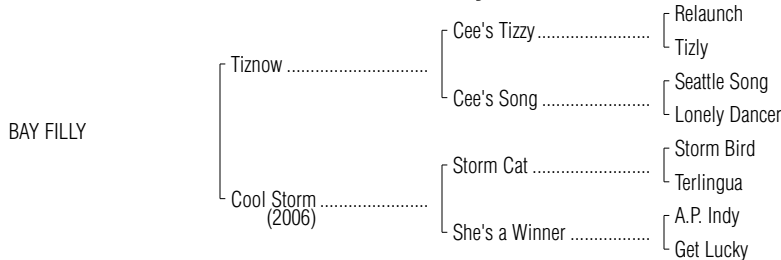 Relaunch
Cee's Tizzy ........................
Tizly
Tiznow ..............................
Seattle Song
Cee's Song .......................
Lonely Dancer
BAY FILLY
Storm Bird
Storm Cat .........................
Terlingua
Cool Storm .......................
(2006)
A.P. Indy
She's a Winner .................
Get Lucky